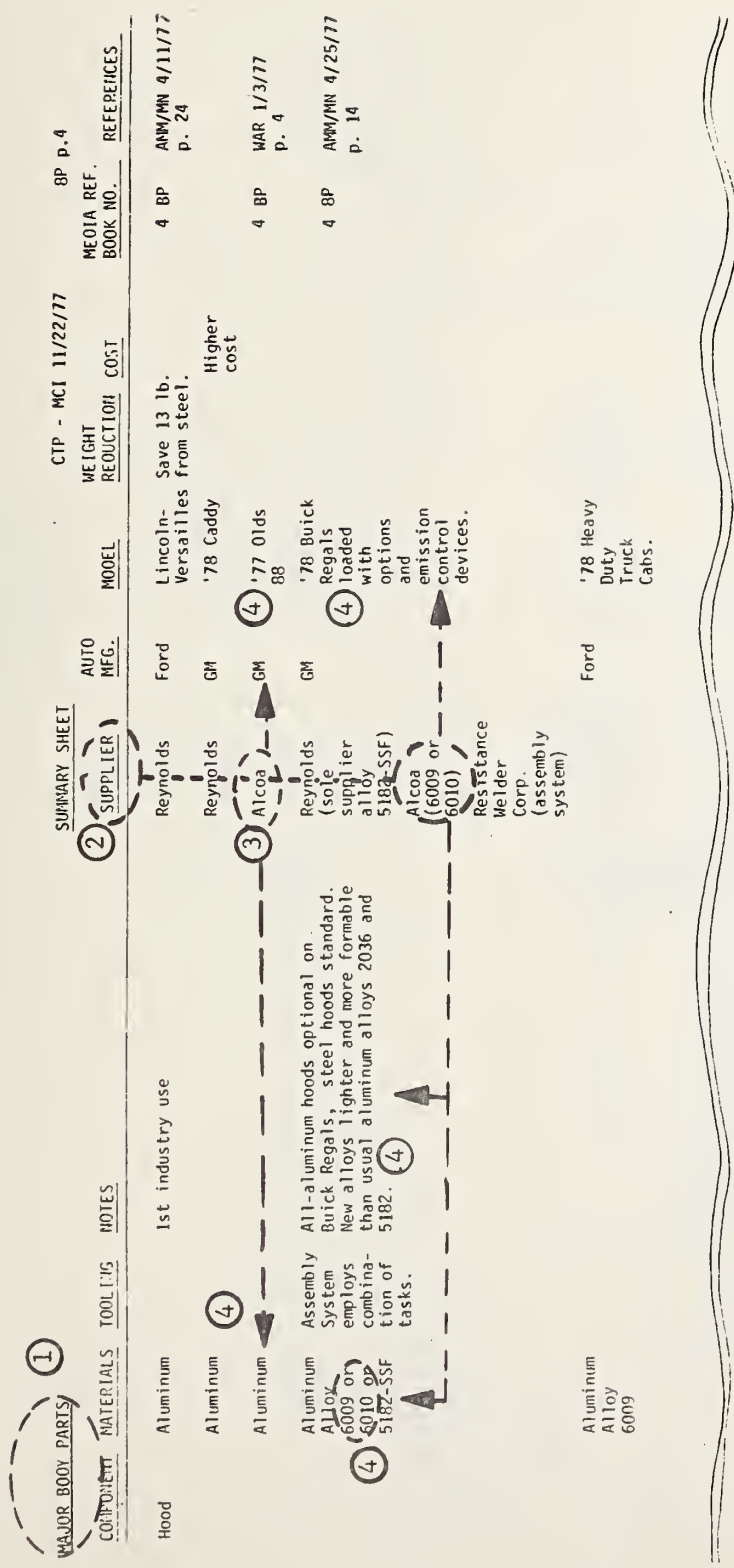 MAJOR BOOY PARTS
①
SUMMARY SHEET
CTP - MCI 11/22/77
8P p.4
②
COMPONENT
MATERIALS
TOOLING
NOTES
SUPPLIER
AUTO
MFG.
MOOEL
WEIGHT
REOUCTION
COST
MEOIA REF.
BOOK NO.
REFERENCES
Hood
Aluminum
1st industry use
Reynolds
Ford
Lincoln-
Versailles
Save 13 lb.
from steel.
4 BP
AMM/MN 4/11/77
p. 24
Aluminum
④
Reynolds
GM
'78 Caddy
Higher
cost
Aluminum
③
Alcoa
GM
④
'77 Olds
88
4 BP
WAR 1/3/77
p. 4
Aluminum
Alloy
6009 or
6010 or
5182-SSF
④
Assembly
System
employs
combina-
tion of
tasks.
All-aluminum hoods optional on
Buick Regals, steel hoods standard.
New alloys lighter and more formable
than usual aluminum alloys 2036 and
5182.
④
Reynolds
(sole
supplier
alloy
5182-SSF)
GM
④
'78 Buick
Regals
loaded
with
options
and
emission
control
devices.
4 8P
AMM/MN 4/25/77
p. 14
Alcoa
(6009 or
6010)
Resistance
Welder
Corp.
(assembly
system)
Aluminum
Alloy
6009
Ford
'78 Heavy
Duty
Truck
Cabs.